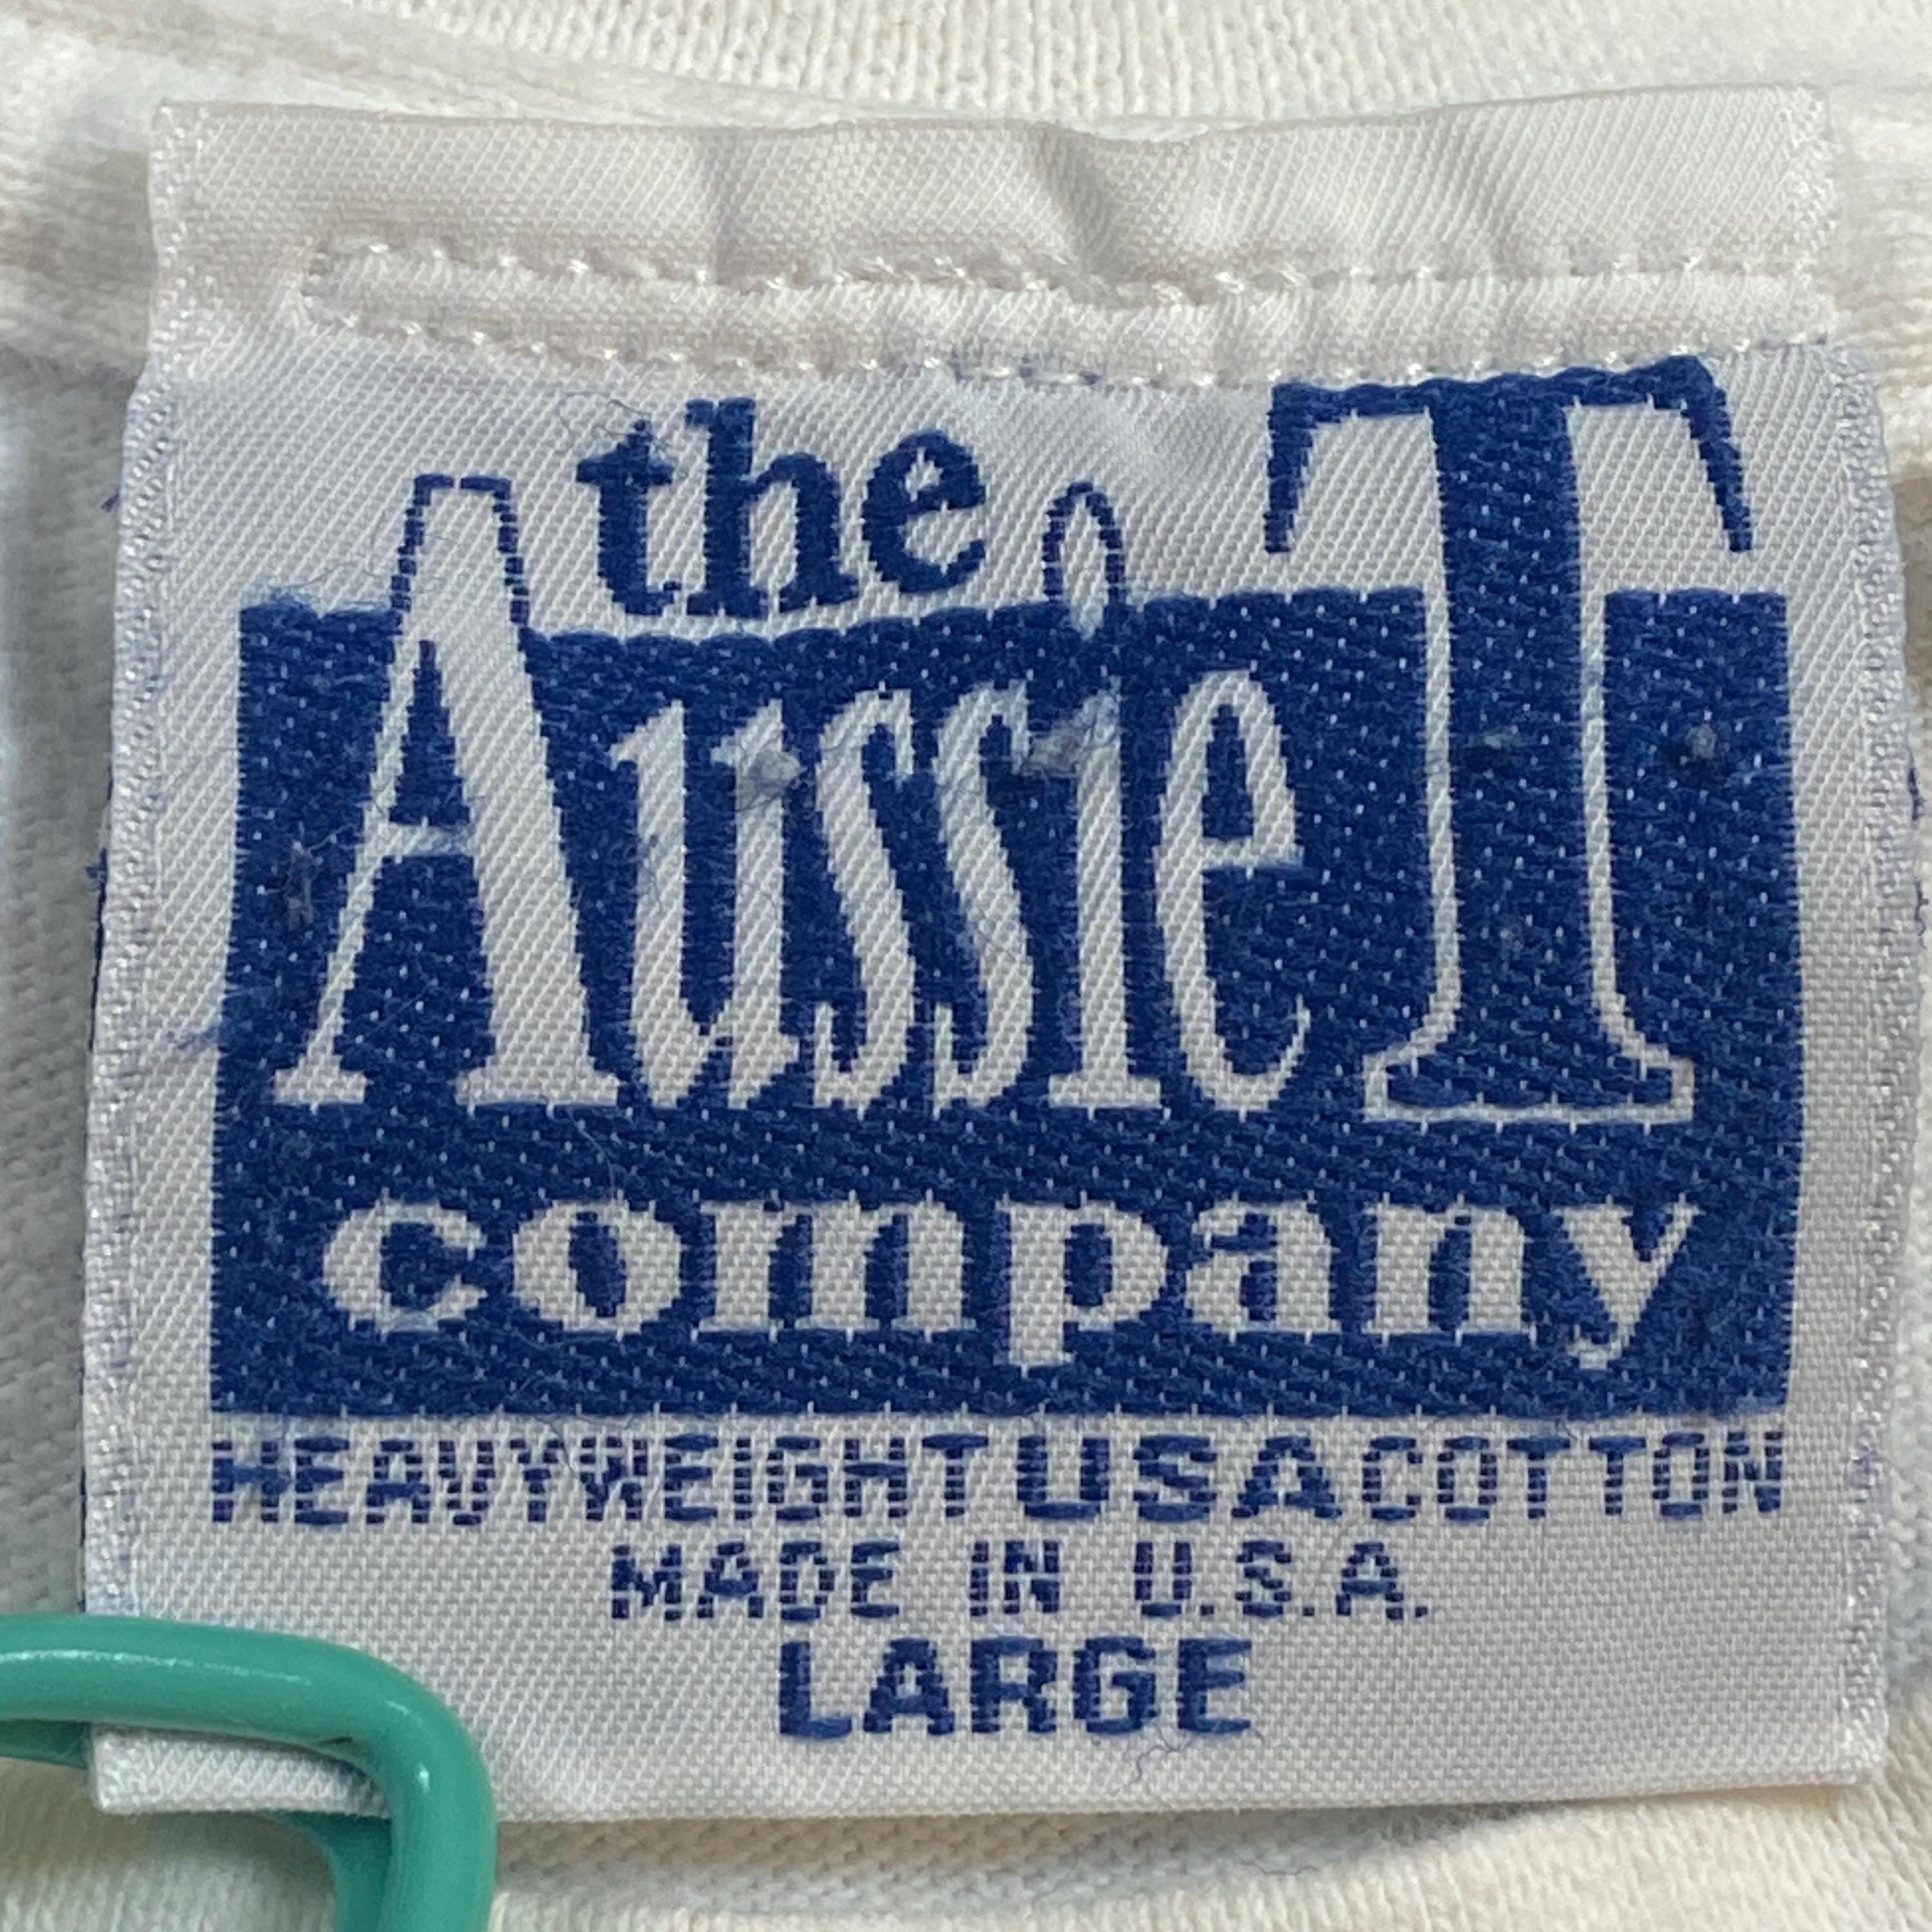 the
Aussie T
company
HEAVYWEIGHT USA COTTON
MADE IN U.S.A.
LARGE